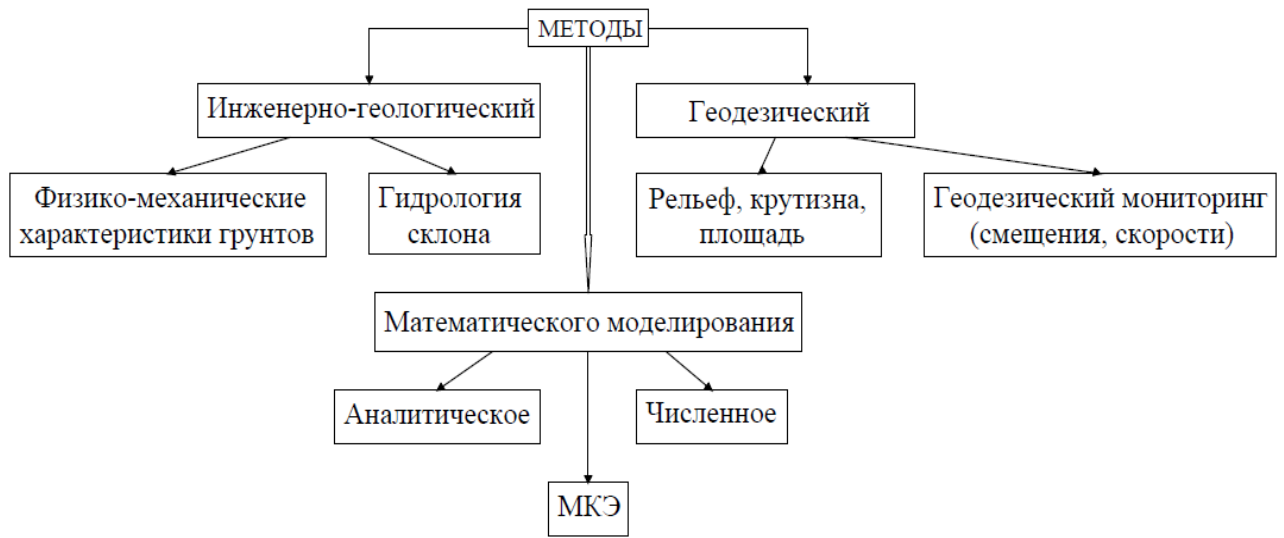 МЕТОДЫ
Инженерно-геологический
Геодезический
Физико-механические
характеристики грунтов
Гидрология
склона
Рельеф, крутизна,
площадь
Геодезический мониторинг
(смещения, скорости)
Математического моделирования
Аналитическое
Численное
МКЭ